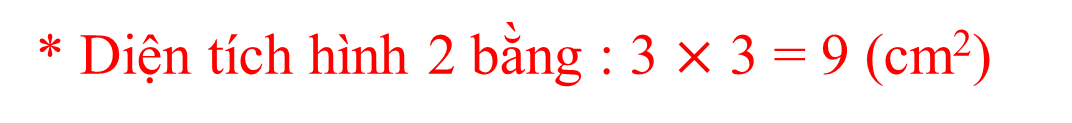 * Diện tích hình 2 bằng : 3 × 3 = 9 (cm²)